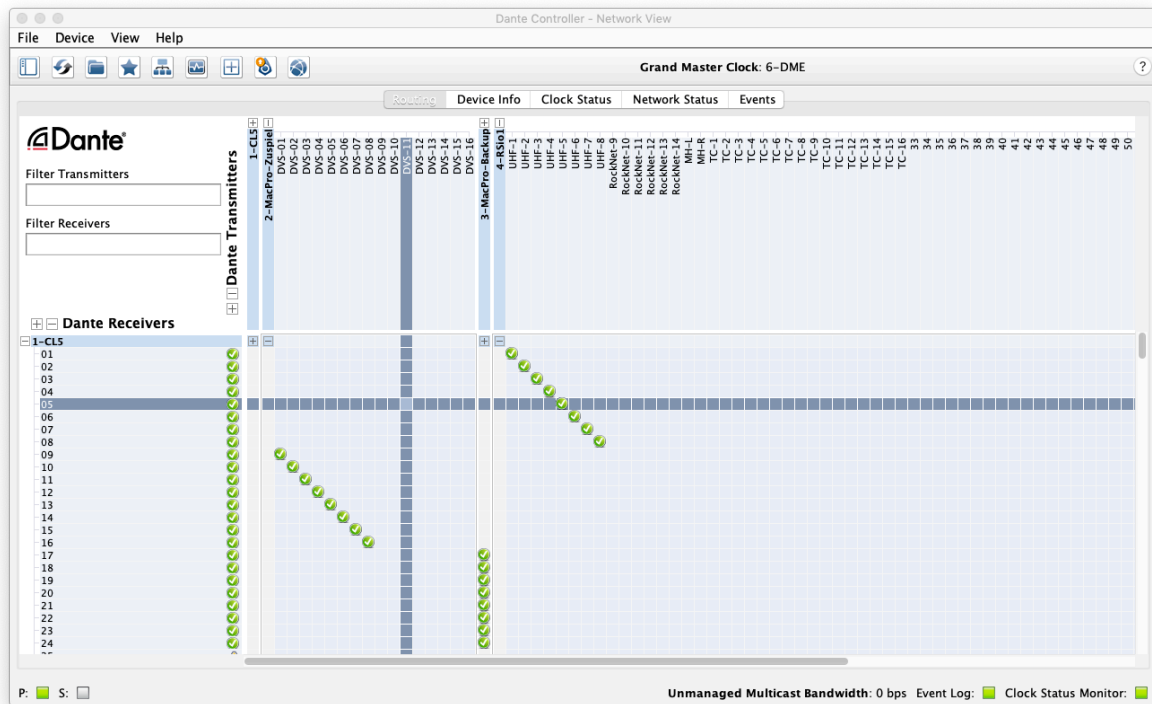 Dante Controller - Network View
File Device View Help
Grand Master Clock: 6-DME
?
Routing Device Info Clock Status Network Status Events
Dante®
Filter Transmitters
Filter Receivers
Dante Transmitters
Dante Receivers
1-CL5
2-MacPro-Zuspiel
DVS-01
DVS-02
DVS-03
DVS-04
DVS-05
DVS-06
DVS-07
DVS-08
DVS-09
DVS-10
DVS-11
DVS-12
DVS-13
DVS-14
DVS-15
DVS-16
3-MacPro-Backup
4-RSio1
UHF-1
UHF-2
UHF-3
UHF-4
UHF-5
UHF-6
UHF-7
UHF-8
RockNet-9
RockNet-10
RockNet-11
RockNet-12
RockNet-13
RockNet-14
MH-L
MH-R
TC-1
TC-2
TC-3
TC-4
TC-5
TC-6
TC-7
TC-8
TC-9
TC-10
TC-11
TC-12
TC-13
TC-14
TC-15
TC-16
33
34
35
36
37
38
39
40
41
42
43
44
45
46
47
48
49
50
1-CL5
01
02
03
04
05
06
07
08
09
10
11
12
13
14
15
16
17
18
19
20
21
22
23
24
P: S: Unmanaged Multicast Bandwidth: 0 bps Event Log: Clock Status Monitor: